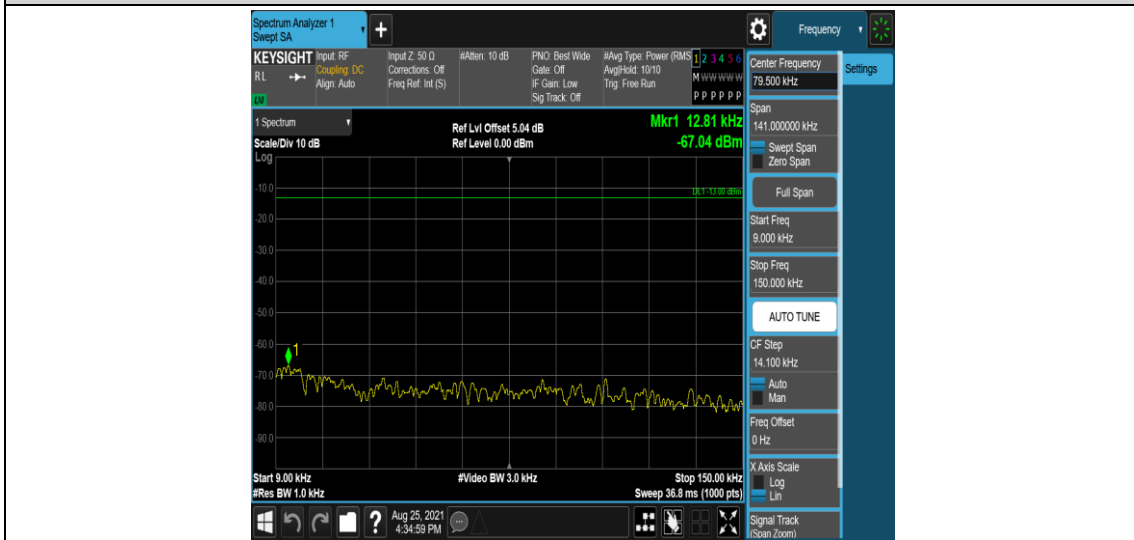 Spectrum Analyzer 1
Swept SA
+
Frequency
KEYSIGHT
RL
Input: RF
Coupling: DC
Align: Auto
Input Z: 50 Ω
Corrections: Off
Freq Ref: Int (S)
#Atten: 10 dB
PNO: Best Wide
Gate: Off
IF Gain: Low
Sig Track: Off
#Avg Type: Power (RMS
Avg|Hold: 10/10
Trig: Free Run
1 2 3 4 5 6
M W W W W W
P P P P P P
1 Spectrum
Scale/Div 10 dB
Log
Ref Lvl Offset 5.04 dB
Ref Level 0.00 dBm
Mkr1 12.81 kHz
-67.04 dBm
DL1 -13.00 dBm
-10.0
-20.0
-30.0
-40.0
-50.0
-60.0
-70.0
-80.0
-90.0
1
Start 9.00 kHz
#Res BW 1.0 kHz
#Video BW 3.0 kHz
Stop 150.00 kHz
Sweep 36.8 ms (1000 pts)
Center Frequency
79.500 kHz
Settings
Span
141.000000 kHz
Swept Span
Zero Span
Full Span
Start Freq
9.000 kHz
Stop Freq
150.000 kHz
AUTO TUNE
CF Step
14.100 kHz
Auto
Man
Freq Offset
0 Hz
X Axis Scale
Log
Lin
Signal Track
(Span Zoom)
?
Aug 25, 2021
4:34:59 PM